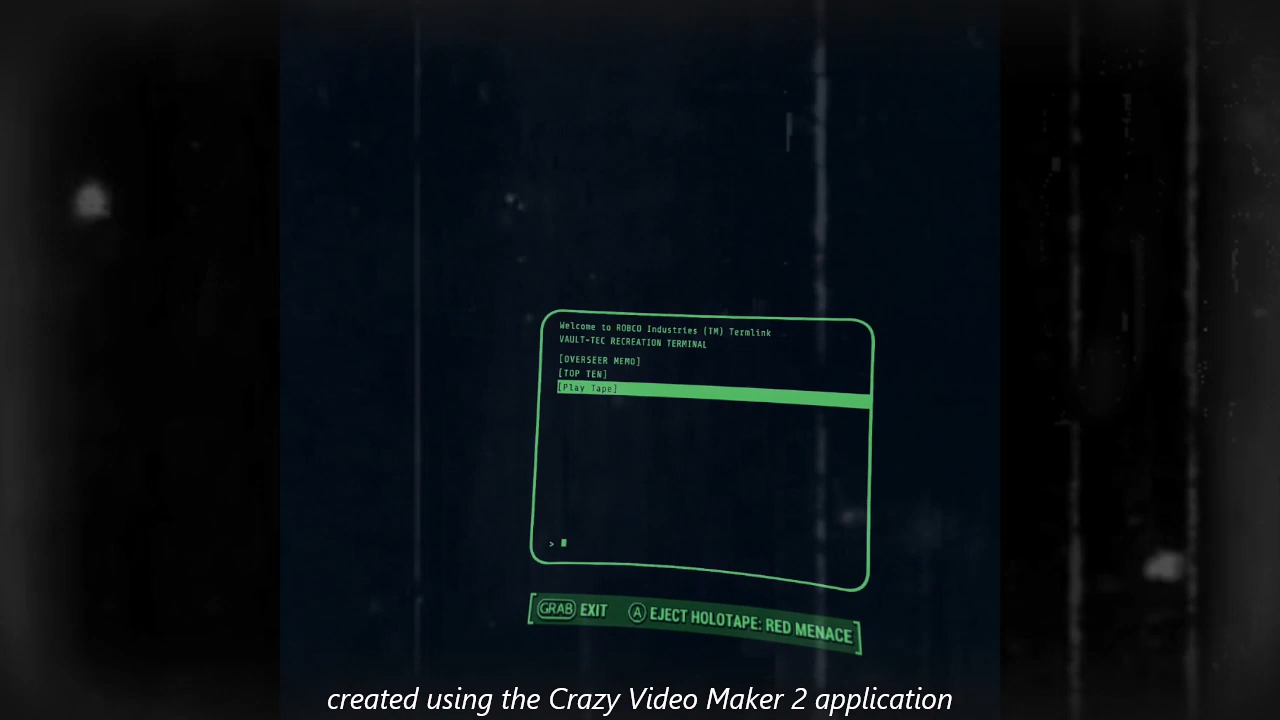 Welcome to ROBCO Industries (TM) Termlink
VAULT-TEC RECREATION TERMINAL
[OVERSEER MEMO]
[TOP TEN]
[Play Tape]
>
GRAB EXIT A EJECT HOLOTAPE: RED MENACE
created using the Crazy Video Maker 2 application